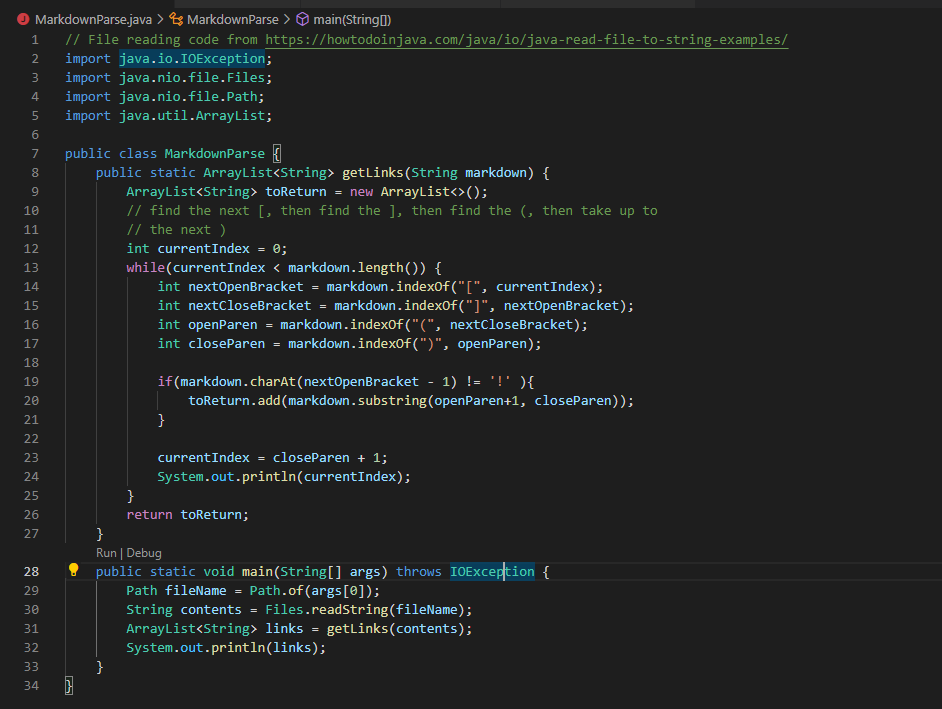 MarkdownParse.java > MarkdownParse > main(String[])
1 // File reading code from https://howtodoinjava.com/java/io/java-read-file-to-string-examples/
2 import java.io.IOException;
3 import java.nio.file.Files;
4 import java.nio.file.Path;
5 import java.util.ArrayList;
6
7 public class MarkdownParse {
8     public static ArrayList<String> getLinks(String markdown) {
9         ArrayList<String> toReturn = new ArrayList<>();
10         // find the next [, then find the ], then find the (, then take up to
11         // the next )
12         int currentIndex = 0;
13         while(currentIndex < markdown.length()) {
14             int nextOpenBracket = markdown.indexOf("[", currentIndex);
15             int nextCloseBracket = markdown.indexOf("]", nextOpenBracket);
16             int openParen = markdown.indexOf("(", nextCloseBracket);
17             int closeParen = markdown.indexOf(")", openParen);
18
19             if(markdown.charAt(nextOpenBracket - 1) != '!' ){
20                 toReturn.add(markdown.substring(openParen+1, closeParen));
21             }
22
23             currentIndex = closeParen + 1;
24             System.out.println(currentIndex);
25         }
26         return toReturn;
27     }
Run | Debug
28     public static void main(String[] args) throws IOException {
29         Path fileName = Path.of(args[0]);
30         String contents = Files.readString(fileName);
31         ArrayList<String> links = getLinks(contents);
32         System.out.println(links);
33     }
34 }